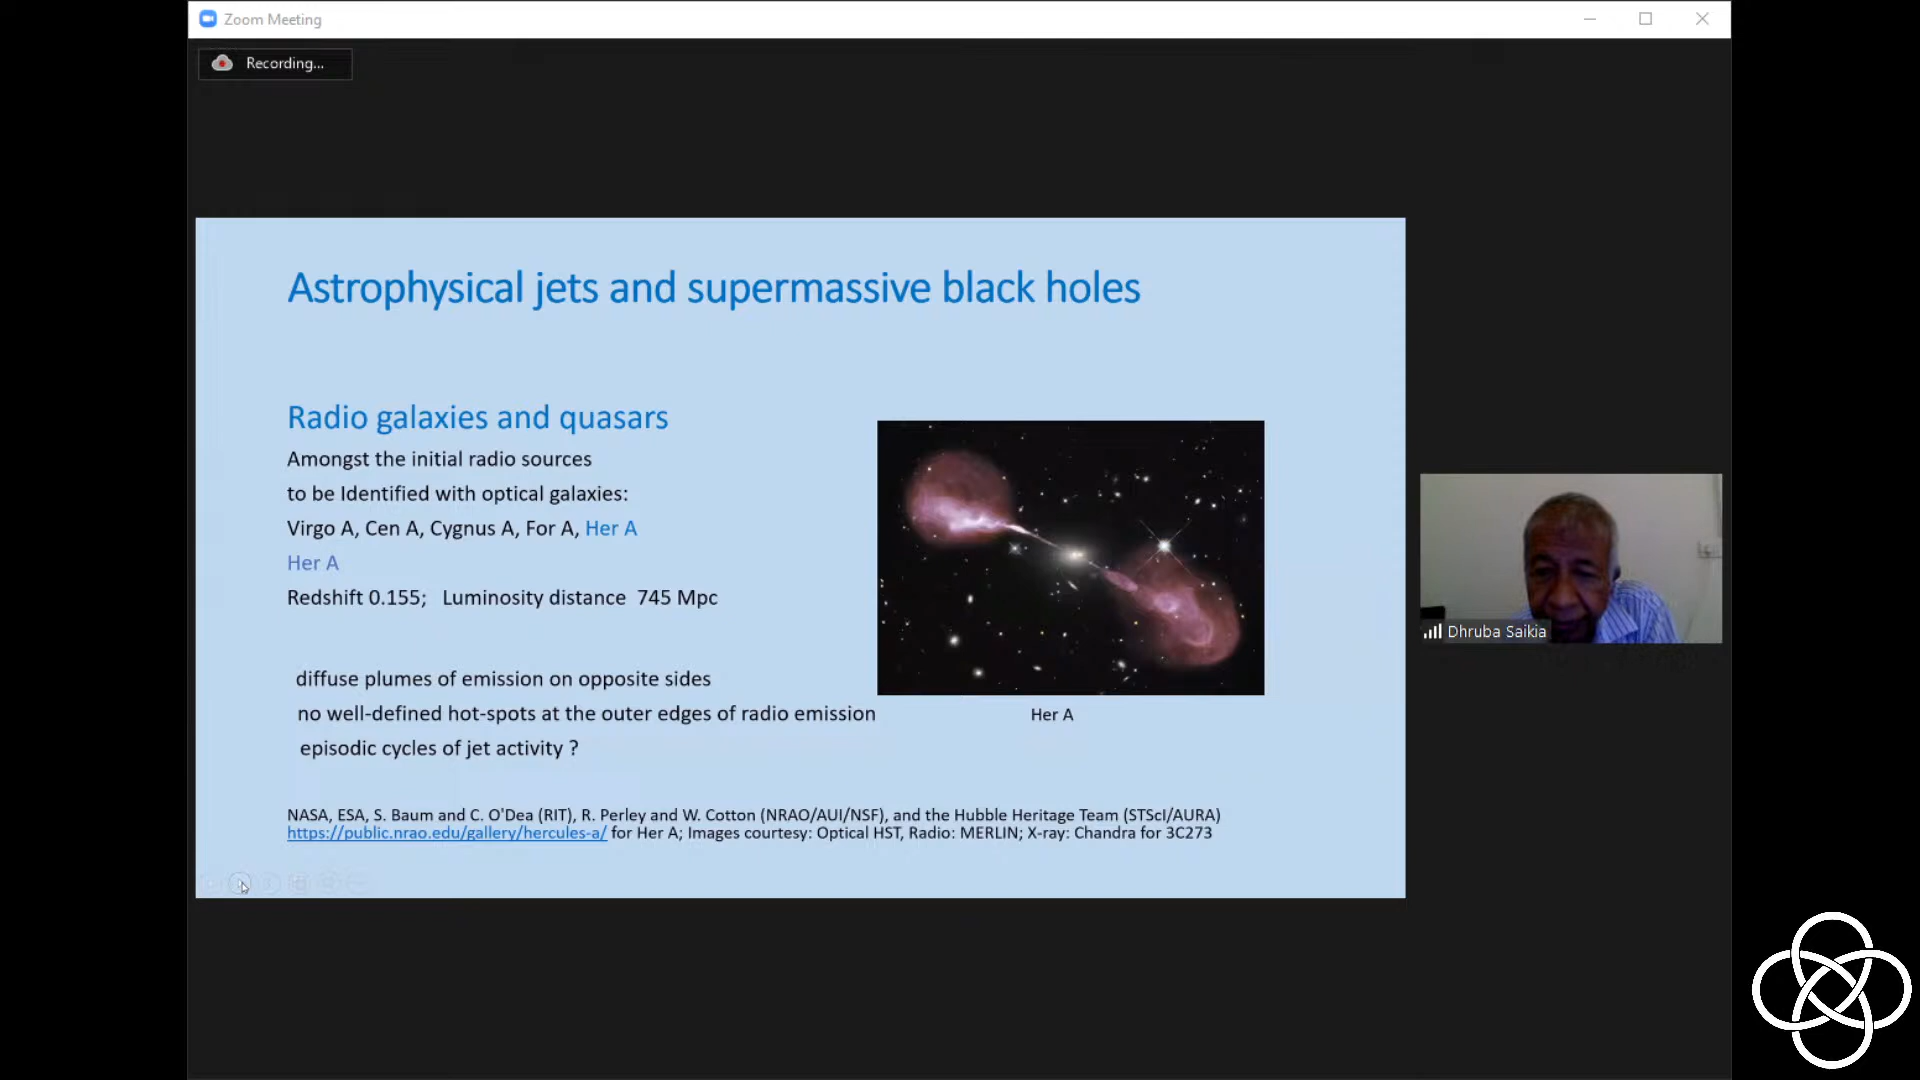 Zoom Meeting
Recording...
Astrophysical jets and supermassive black holes
Radio galaxies and quasars
Amongst the initial radio sources
to be Identified with optical galaxies:
Virgo A, Cen A, Cygnus A, For A, Her A
Her A
Redshift 0.155; Luminosity distance 745 Mpc
diffuse plumes of emission on opposite sides
no well-defined hot-spots at the outer edges of radio emission
episodic cycles of jet activity ?
Her A
NASA, ESA, S. Baum and C. O'Dea (RIT), R. Perley and W. Cotton (NRAO/AUI/NSF), and the Hubble Heritage Team (STScI/AURA)
https://public.nrao.edu/gallery/hercules-a/ for Her A; Images courtesy: Optical HST, Radio: MERLIN; X-ray: Chandra for 3C273
Dhruba Saikia